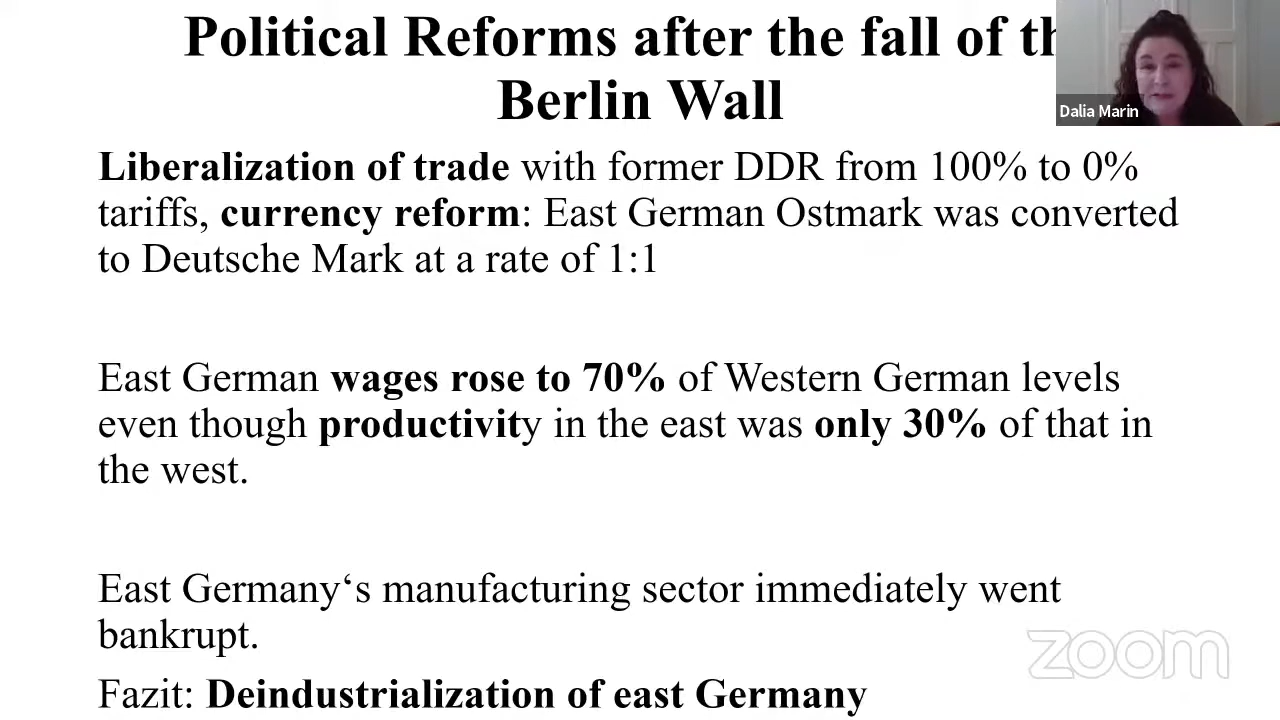 Political Reforms after the fall of th
Berlin Wall
Dalia Marin
Liberalization of trade with former DDR from 100% to 0%
tariffs, currency reform: East German Ostmark was converted
to Deutsche Mark at a rate of 1:1
East German wages rose to 70% of Western German levels
even though productivity in the east was only 30% of that in
the west.
East Germany‘s manufacturing sector immediately went
bankrupt.
zoom
Fazit: Deindustrialization of east Germany